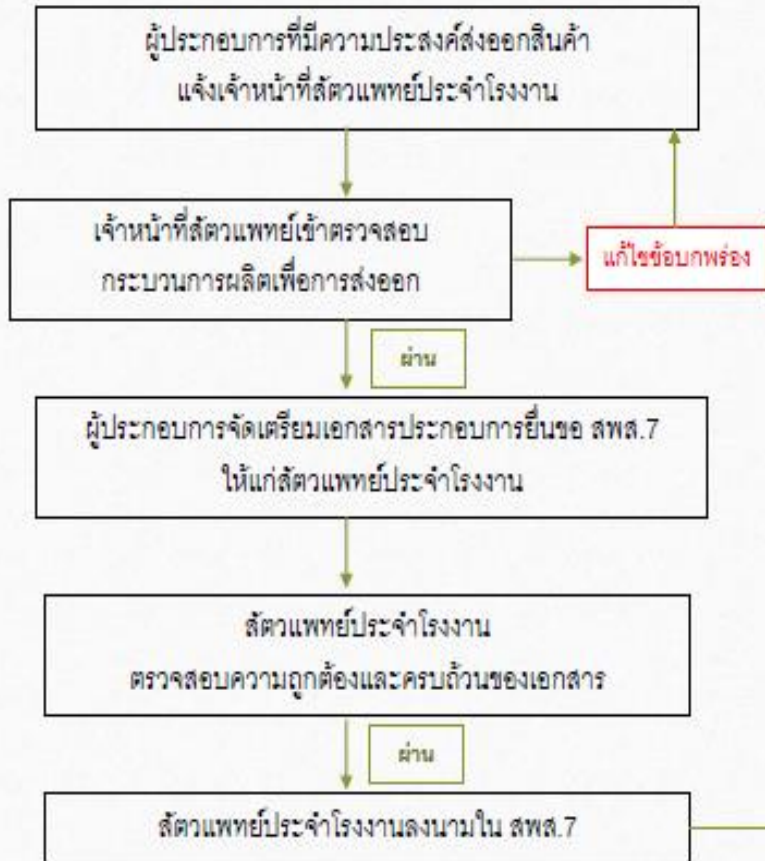 ผู้ประกอบการที่มีความประสงค์ส่งออกสินค้า
แจ้งเจ้าหน้าที่สัตวแพทย์ประจำโรงงาน
เจ้าหน้าที่สัตวแพทย์เข้าตรวจสอบ
กระบวนการผลิตเพื่อการส่งออก
แก้ไขข้อบกพร่อง
ผ่าน
ผู้ประกอบการจัดเตรียมเอกสารประกอบการยื่นขอ สพส.7
ให้แก่สัตวแพทย์ประจำโรงงาน
สัตวแพทย์ประจำโรงงาน
ตรวจสอบความถูกต้องและครบถ้วนของเอกสาร
ผ่าน
สัตวแพทย์ประจำโรงงานลงนามใน สพส.7